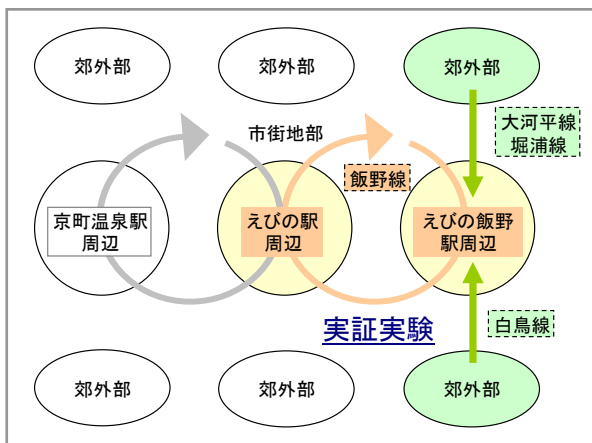 郊外部
郊外部
郊外部
大河平線
堀浦線
市街地部
飯野線
京町温泉駅
周辺
えびの駅
周辺
えびの飯野
駅周辺
実証実験
白鳥線
郊外部
郊外部
郊外部